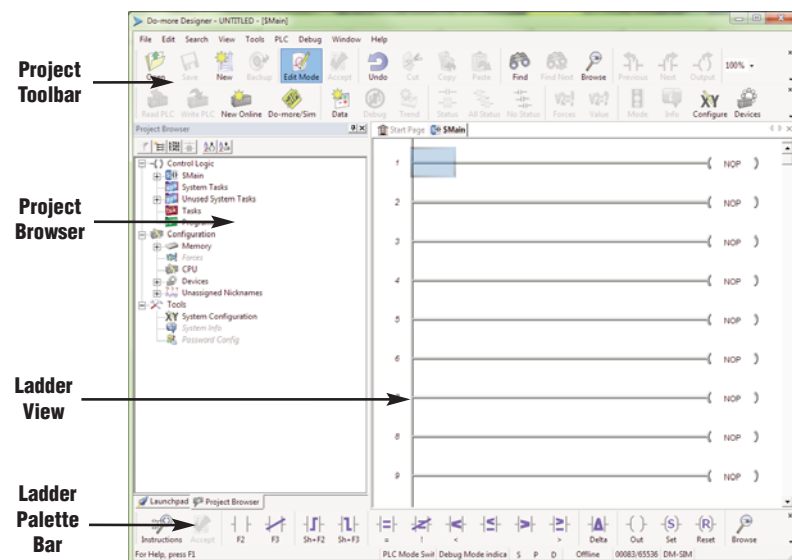 Do-more Designer - UNTITLED - [$Main]
File Edit Search View Tools PLC Debug Window Help
Project Toolbar
Open Save New Backup Edit Mode Accept Undo Cut Copy Paste Find Find Next Browse Previous Next Output 100%
Read PLC Write PLC New Online Do-more/Sim Data Debug Trend Status All Status No Status Forces Value Mode Info Configure Devices
Project Browser
Start Page $Main
Control Logic
$Main
System Tasks
Unused System Tasks
Tasks
Project Browser
Configuration
Memory
Forces
CPU
Devices
Unassigned Nicknames
Tools
XY System Configuration
System Info
Password Config
1 NOP
2 NOP
3 NOP
4 NOP
5 NOP
6 NOP
Ladder View
NOP
8 NOP
9 NOP
Launchpad Project Browser
Ladder Palette Bar
Instructions Accept F2 F3 Sh+F2 Sh+F3 = ! < > Delta Out Set Reset Browse
For Help, press F1
PLC Mode Swit Debug Mode indica S P D Offline 00083/65536 DM-SIM